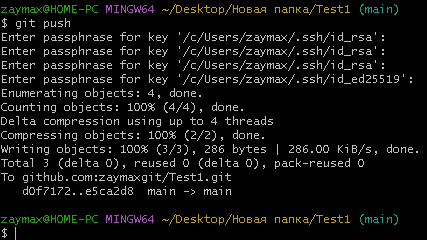 zaymax@HOME-PC MINGW64 ~/Desktop/Новая папка/Test1 (main)
$ git push
Enter passphrase for key '/c/Users/zaymax/.ssh/id_rsa':
Enter passphrase for key '/c/Users/zaymax/.ssh/id_rsa':
Enter passphrase for key '/c/Users/zaymax/.ssh/id_rsa':
Enter passphrase for key '/c/Users/zaymax/.ssh/id_ed25519':
Enumerating objects: 4, done.
Counting objects: 100% (4/4), done.
Delta compression using up to 4 threads
Compressing objects: 100% (2/2), done.
Writing objects: 100% (3/3), 286 bytes | 286.00 KiB/s, done.
Total 3 (delta 0), reused 0 (delta 0), pack-reused 0
To github.com:zaymaxgit/Test1.git
   d0f7172..e5ca2d8  main -> main
zaymax@HOME-PC MINGW64 ~/Desktop/Новая папка/Test1 (main)
$